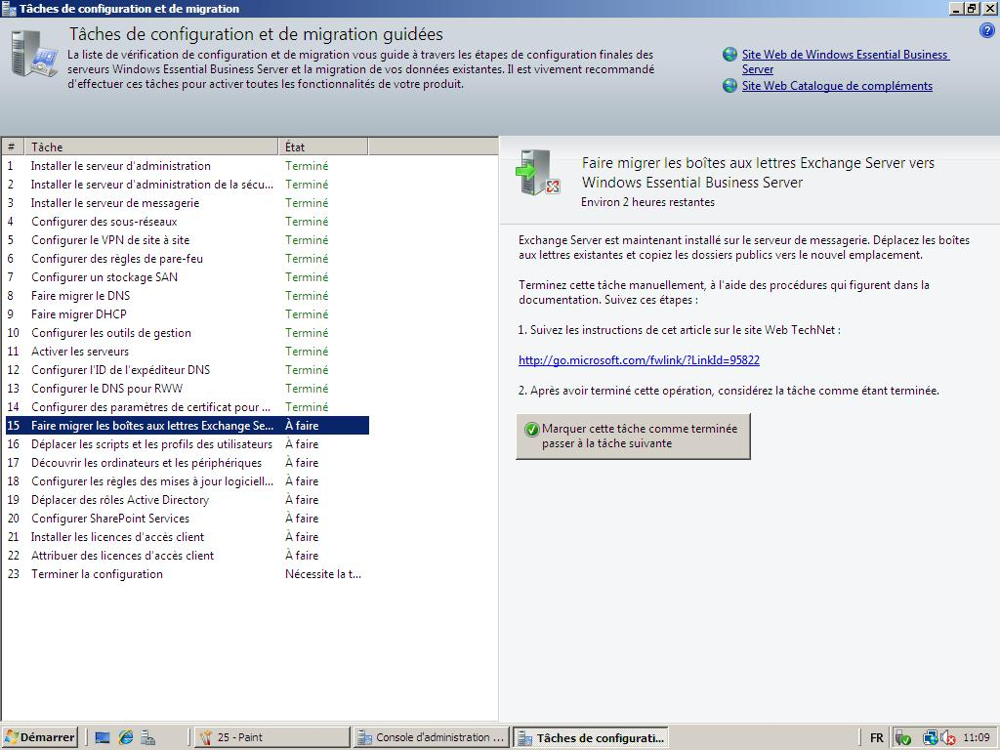 Tâches de configuration et de migration
Tâches de configuration et de migration guidées
La liste de vérification de configuration et de migration vous guide à travers les étapes de configuration finales des
serveurs Windows Essential Business Server et la migration de vos données existantes. Il est vivement recommandé
d'effectuer ces tâches pour activer toutes les fonctionnalités de votre produit.
Site Web de Windows Essential Business
Server
Site Web Catalogue de compléments
# Tâche État
1 Installer le serveur d'administration Terminé
2 Installer le serveur d'administration de la sécu... Terminé
3 Installer le serveur de messagerie Terminé
4 Configurer des sous-réseaux Terminé
5 Configurer le VPN de site à site Terminé
6 Configurer des règles de pare-feu Terminé
7 Configurer un stockage SAN Terminé
8 Faire migrer le DNS Terminé
9 Faire migrer DHCP Terminé
10 Configurer les outils de gestion Terminé
11 Activer les serveurs Terminé
12 Configurer l'ID de l'expéditeur DNS Terminé
13 Configurer le DNS pour RWW Terminé
14 Configurer des paramètres de certificat pour ... Terminé
15 Faire migrer les boîtes aux lettres Exchange Se... À faire
16 Déplacer les scripts et les profils des utilisateurs À faire
17 Découvrir les ordinateurs et les périphériques À faire
18 Configurer les règles des mises à jour logiciell... À faire
19 Déplacer des rôles Active Directory À faire
20 Configurer SharePoint Services À faire
21 Installer les licences d'accès client À faire
22 Attribuer des licences d'accès client À faire
23 Terminer la configuration Nécessite la t...
Faire migrer les boîtes aux lettres Exchange Server vers
Windows Essential Business Server
Environ 2 heures restantes
Exchange Server est maintenant installé sur le serveur de messagerie. Déplacez les boîtes
aux lettres existantes et copiez les dossiers publics vers le nouvel emplacement.
Terminez cette tâche manuellement, à l'aide des procédures qui figurent dans la
documentation. Suivez ces étapes :
1. Suivez les instructions de cet article sur le site Web TechNet :
http://go.microsoft.com/fwlink/?LinkId=95822
2. Après avoir terminé cette opération, considérez la tâche comme étant terminée.
Marquer cette tâche comme terminée
passer à la tâche suivante
Démarrer
25 - Paint
Console d'administration ...
Tâches de configurati...
FR
11:09